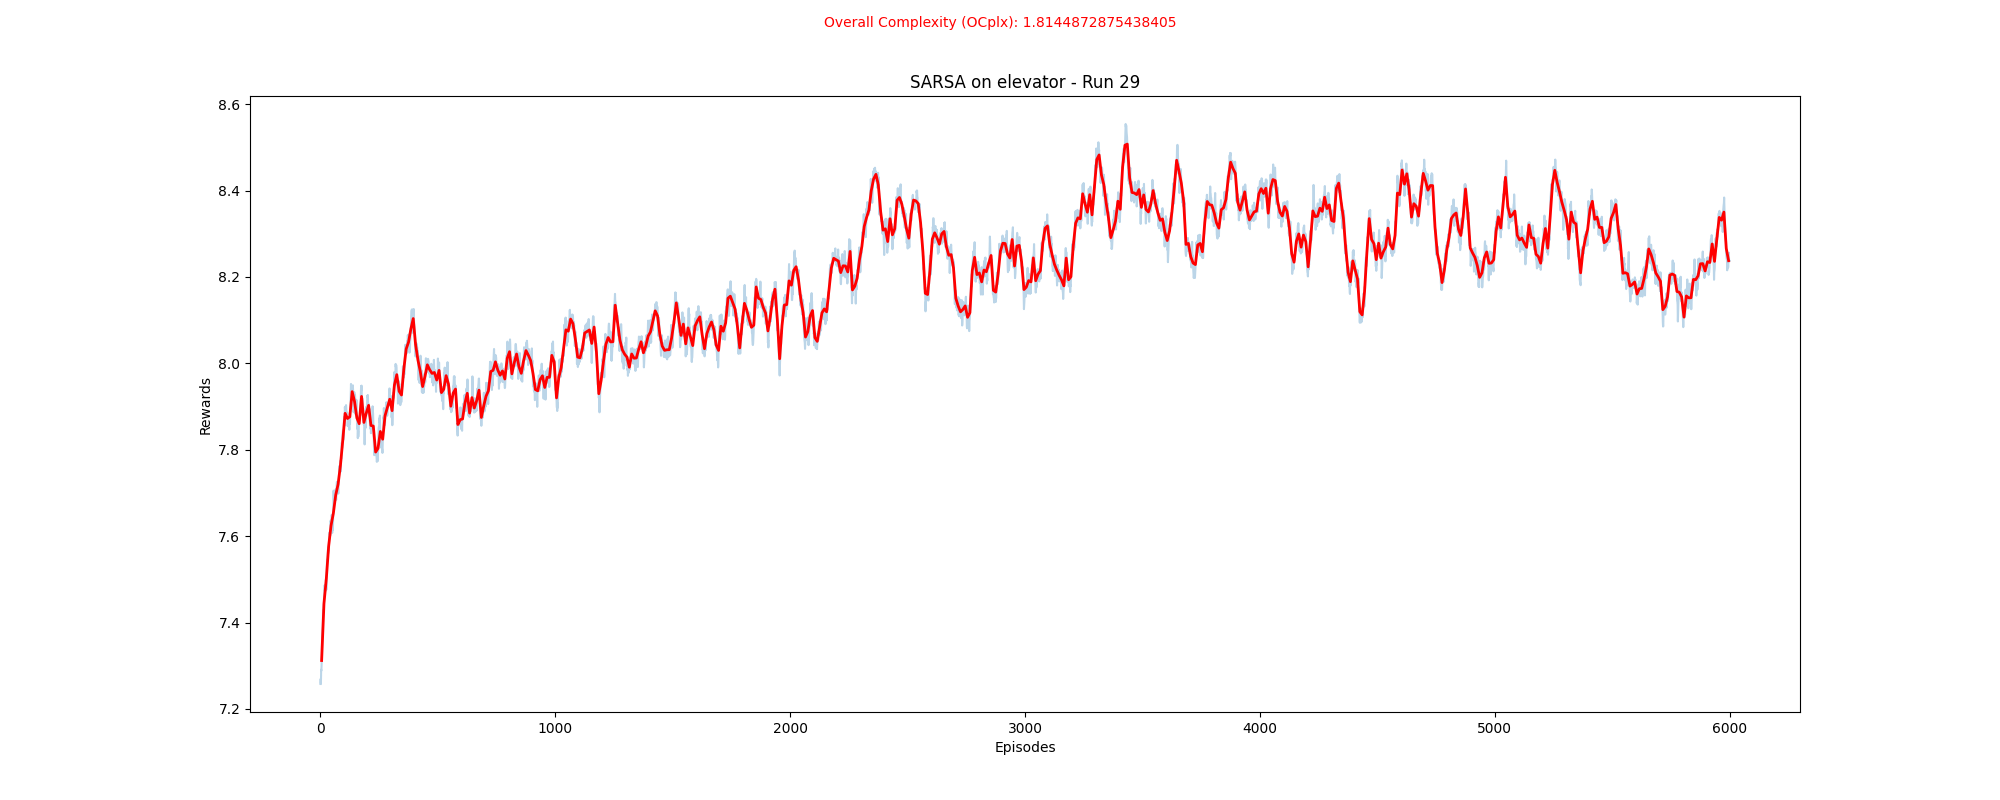 Overall Complexity (OCplx): 1.8144872875438405
SARSA on elevator - Run 29
8.6
8.4
8.2
8.0
7.8
7.6
7.4
7.2
Rewards
0 1000 2000 3000 4000 5000 6000
Episodes